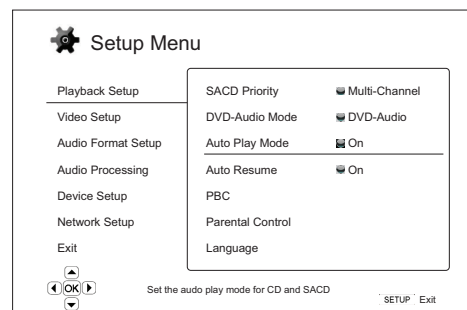 Setup Menu
Playback Setup
Video Setup
Audio Format Setup
Audio Processing
Device Setup
Network Setup
Exit
SACD Priority Multi-Channel
DVD-Audio Mode DVD-Audio
Auto Play Mode On
Auto Resume On
PBC
Parental Control
Language
OK
Set the audo play mode for CD and SACD
SETUP Exit